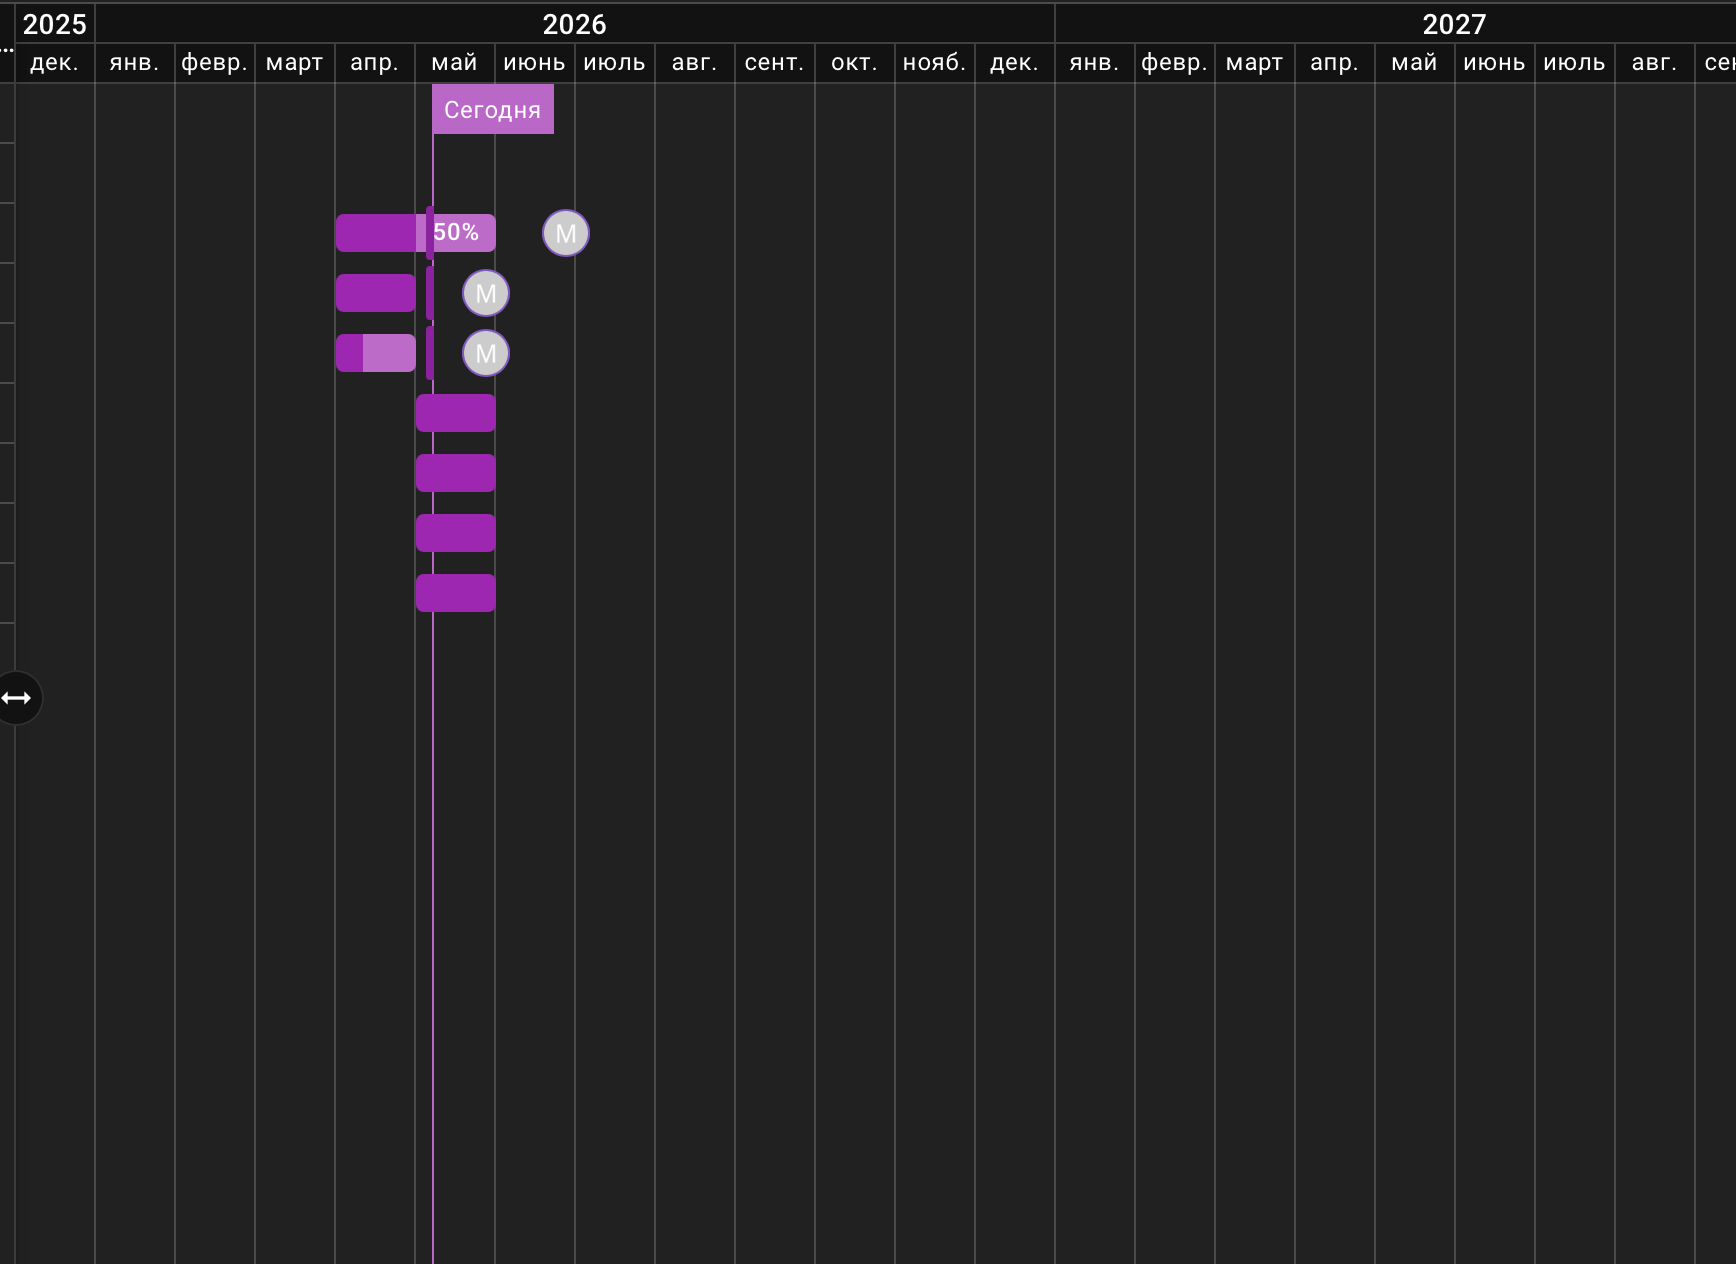 2025 2026 2027
...
дек. янв. февр. март апр. май июнь июль авг. сент. окт. нояб. дек. янв. февр. март апр. май июнь июль авг.
Сегодня
50% M
M
M